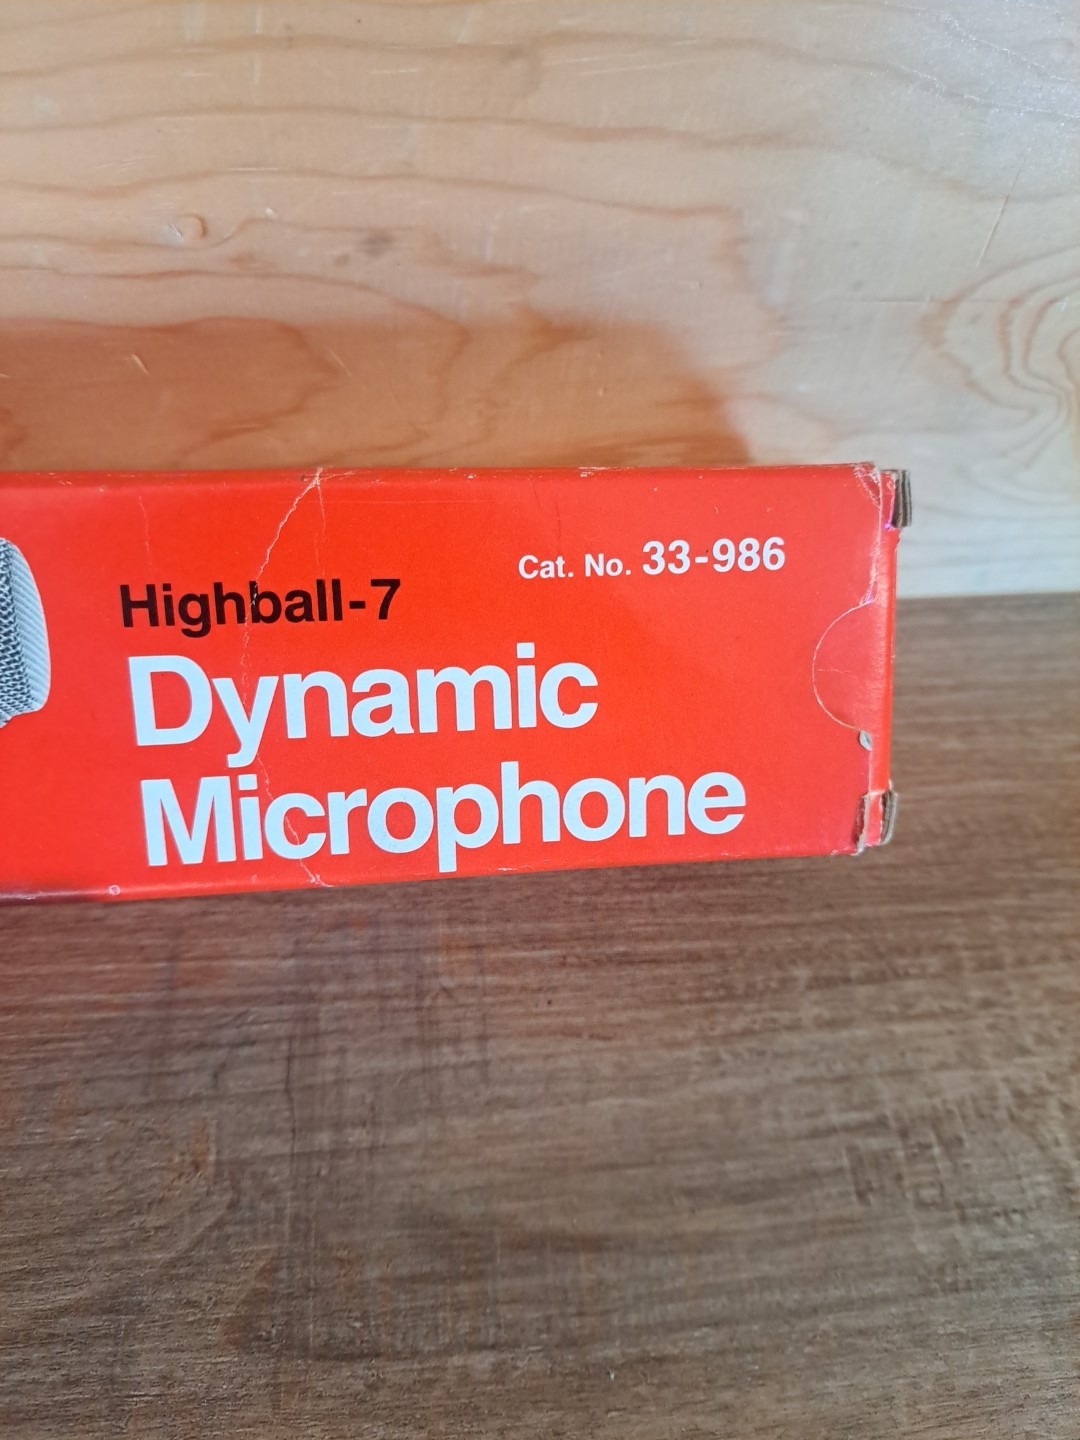 Cat. No. 33-986
Highball-7
Dynamic
Microphone